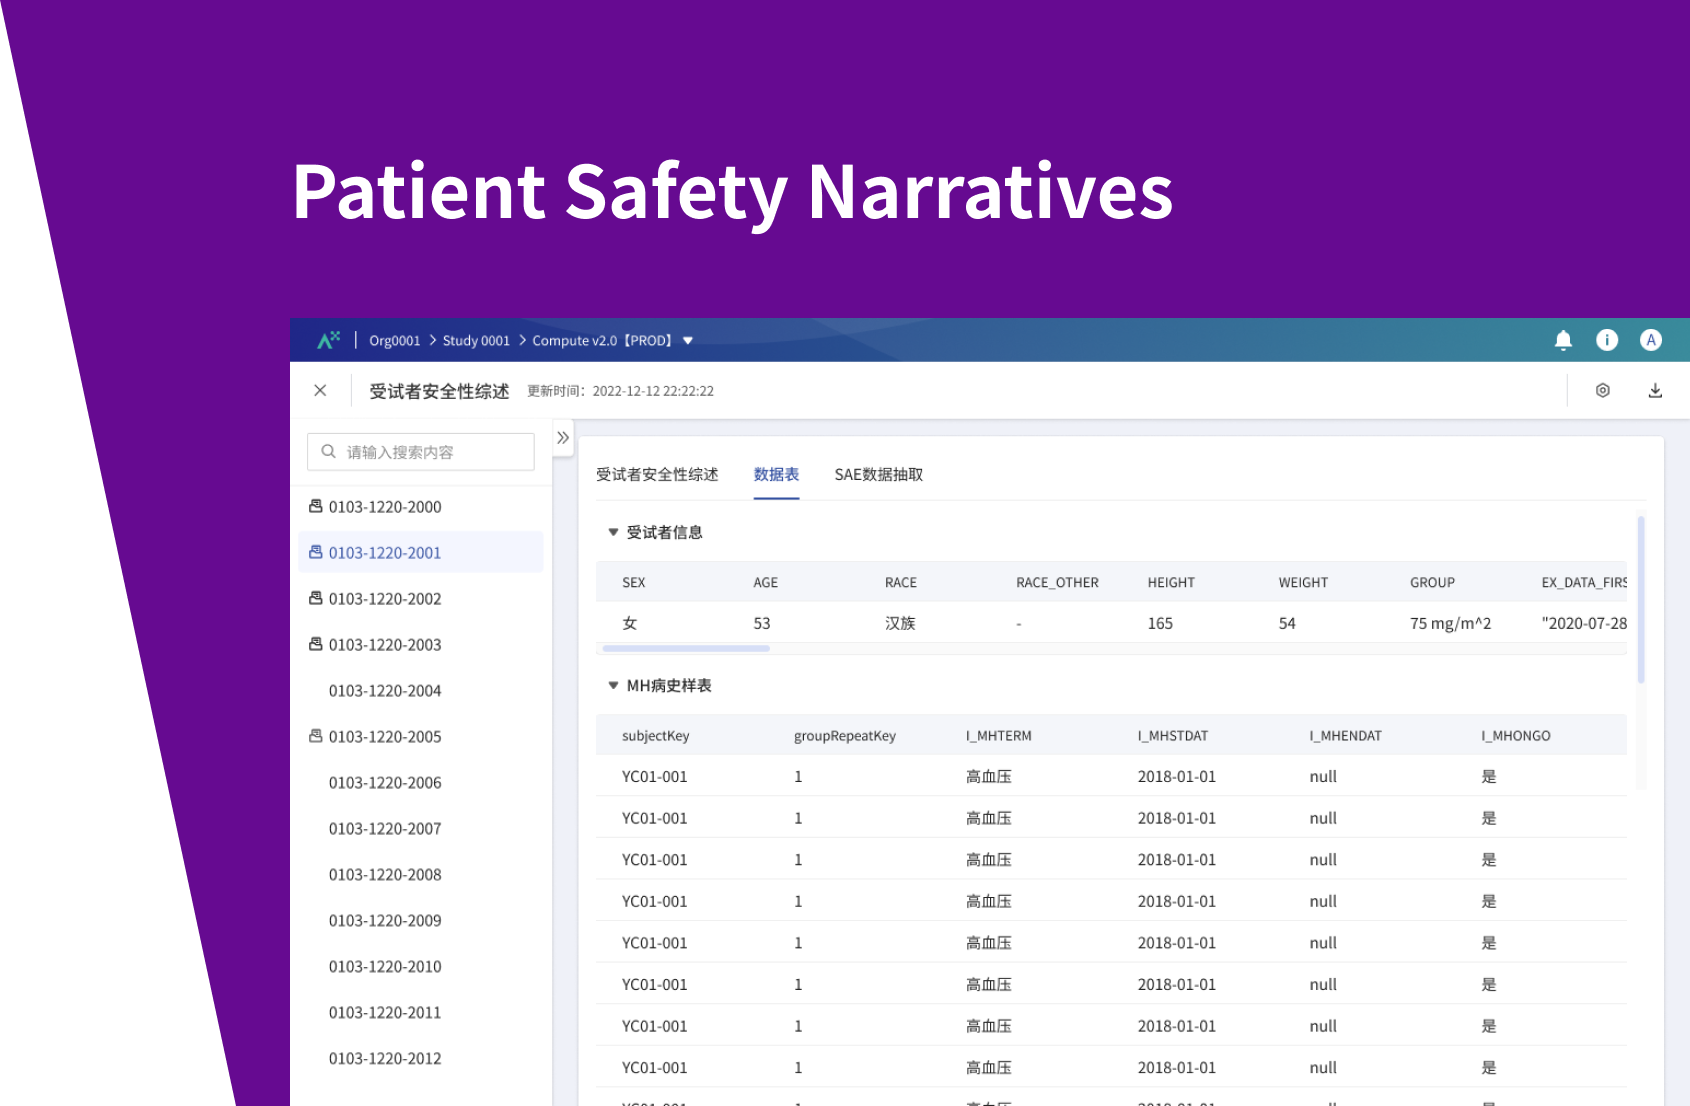 Patient Safety Narratives
Org0001 > Study 0001 > Compute v2.0【PROD】
A
受试者安全性综述 更新时间：2022-12-12 22:22:22
请输入搜索内容
0103-1220-2000
0103-1220-2001
0103-1220-2002
0103-1220-2003
0103-1220-2004
0103-1220-2005
0103-1220-2006
0103-1220-2007
0103-1220-2008
0103-1220-2009
0103-1220-2010
0103-1220-2011
0103-1220-2012
受试者安全性综述 数据表 SAE数据抽取
受试者信息
SEX AGE RACE RACE_OTHER HEIGHT WEIGHT GROUP EX_DATA_FIRS
女 53 汉族 - 165 54 75 mg/m^2 "2020-07-28
MH病史样表
subjectKey groupRepeatKey I_MHTERM I_MHSTDAT I_MHENDAT I_MHONGO
YC01-001 1 高血压 2018-01-01 null 是
YC01-001 1 高血压 2018-01-01 null 是
YC01-001 1 高血压 2018-01-01 null 是
YC01-001 1 高血压 2018-01-01 null 是
YC01-001 1 高血压 2018-01-01 null 是
YC01-001 1 高血压 2018-01-01 null 是
YC01-001 1 高血压 2018-01-01 null 是
YC01-001 1 高血压 2018-01-01 null 是